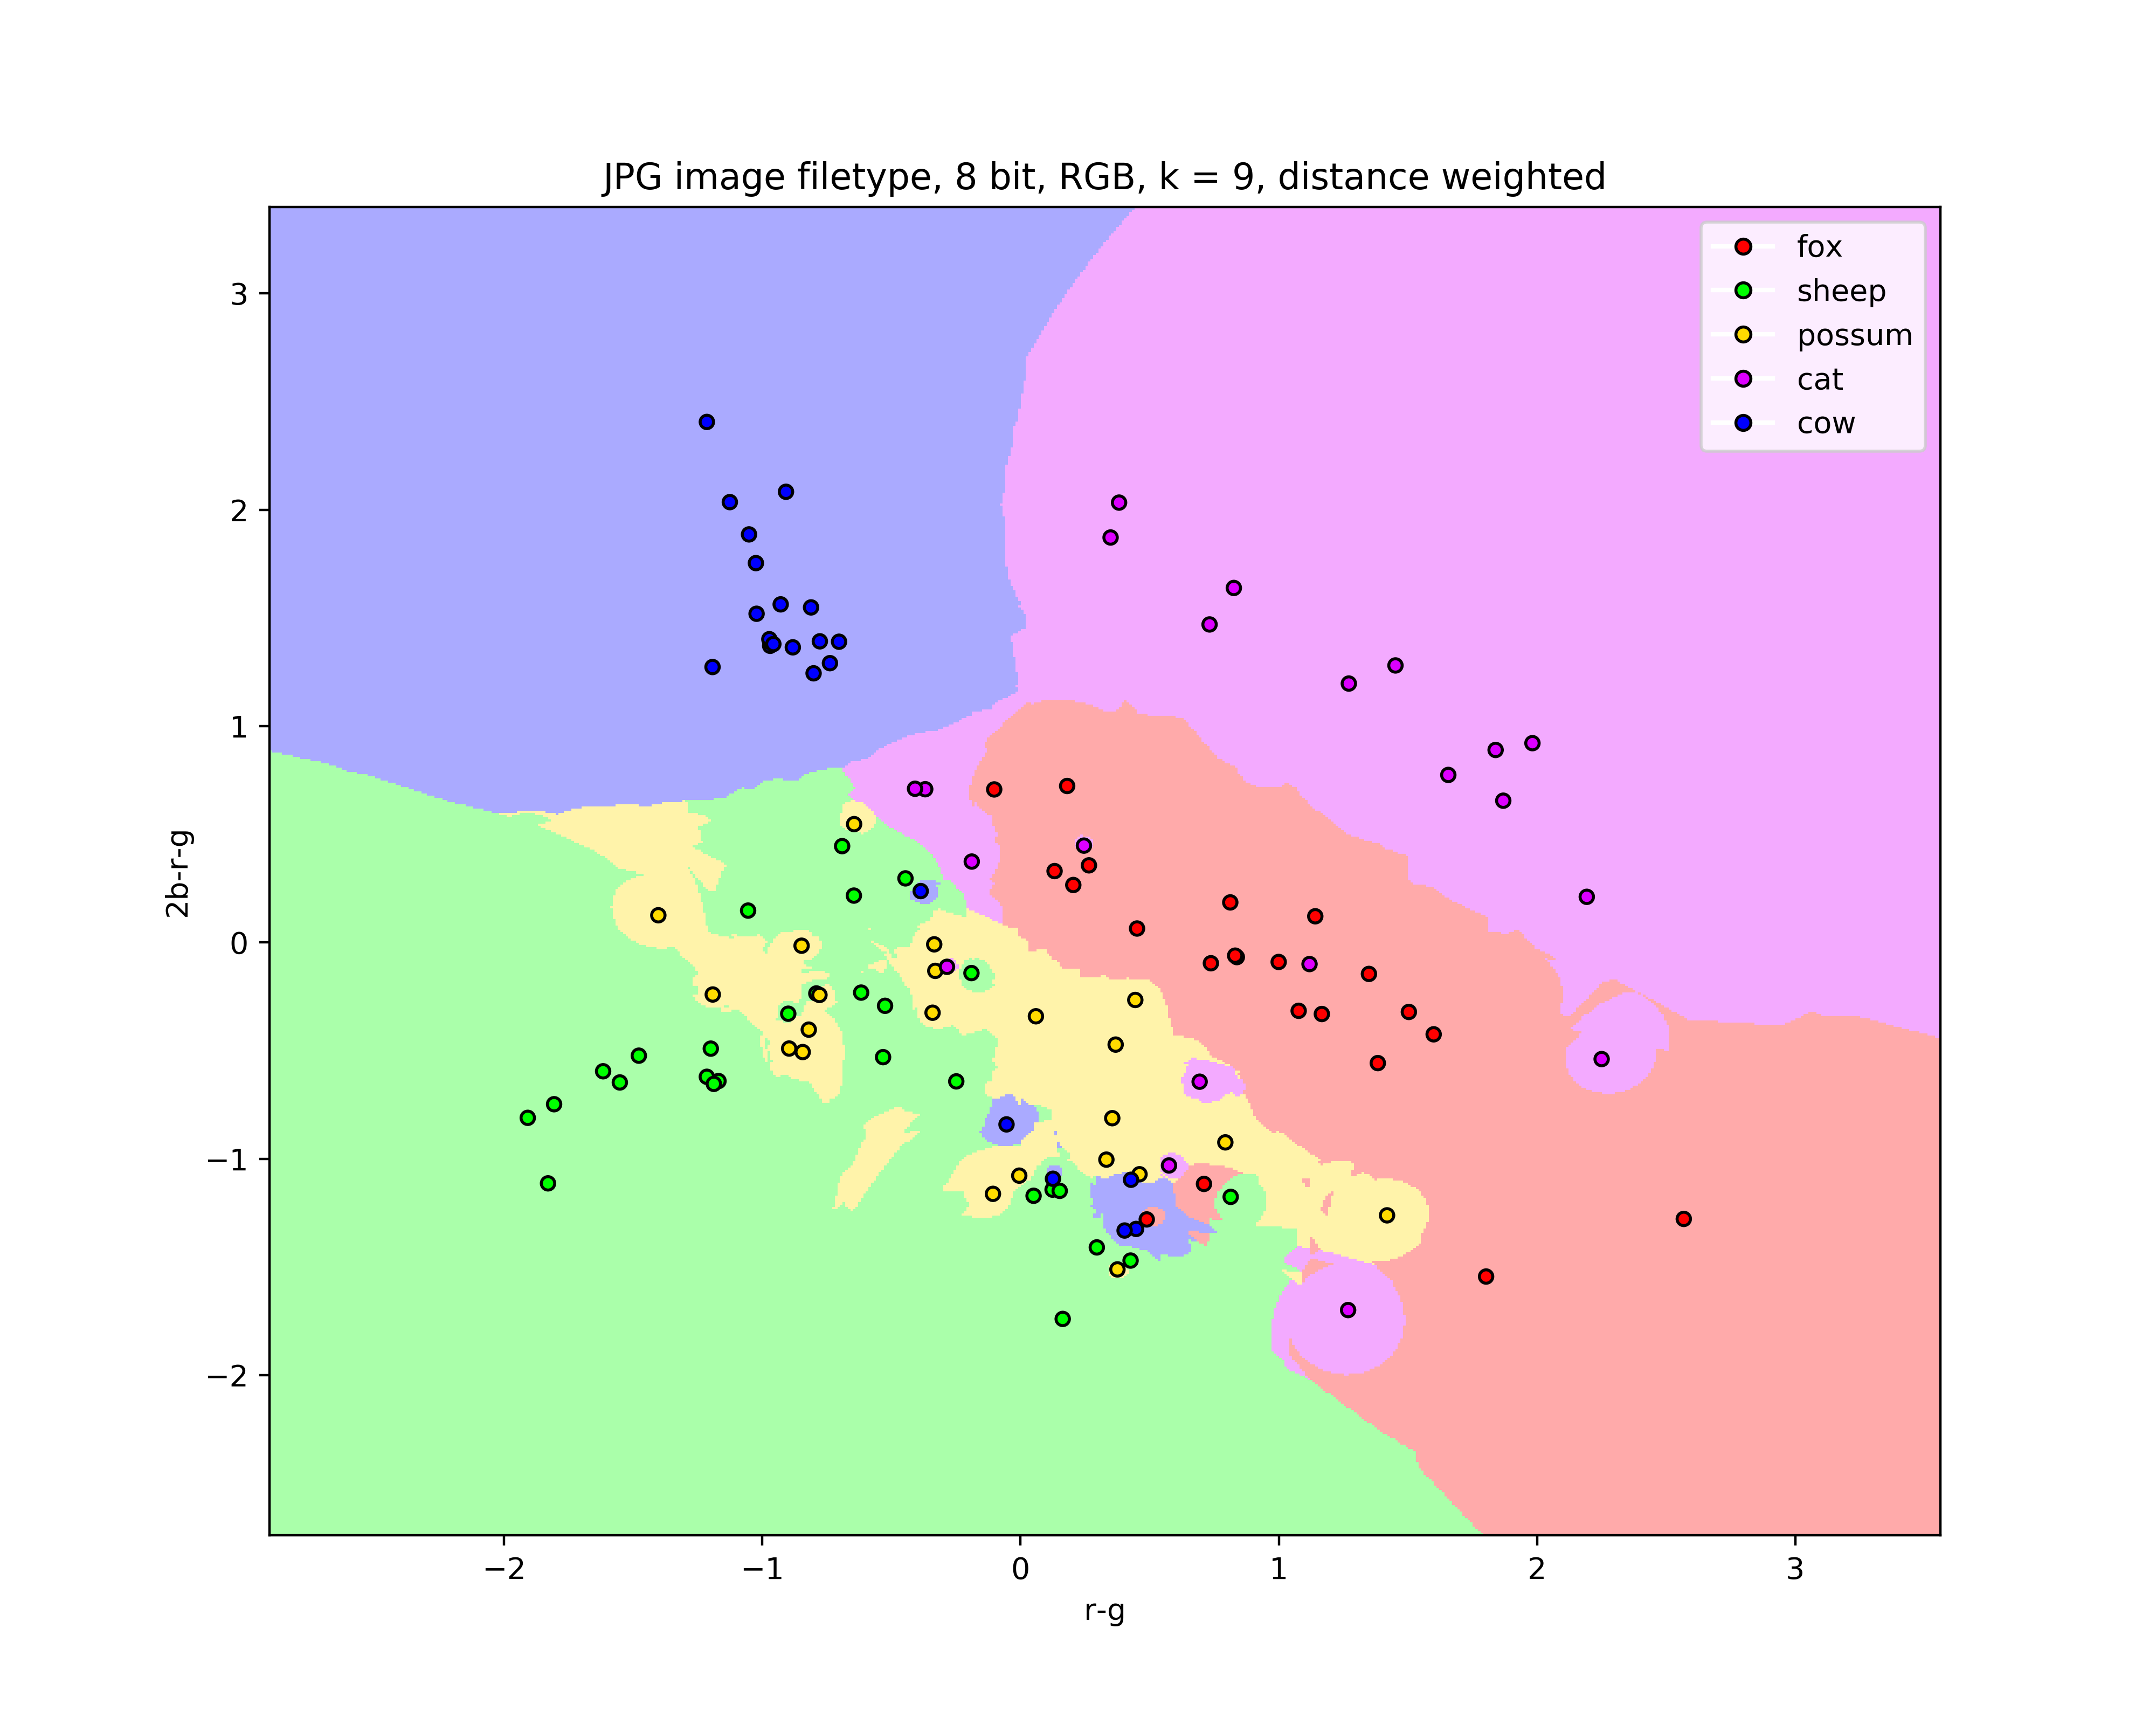 JPG image filetype, 8 bit, RGB, k = 9, distance weighted
fox
sheep
possum
cat
cow
3
2
1
0
−1
−2
2b-r-g
−2
−1
0
1
2
3
r-g